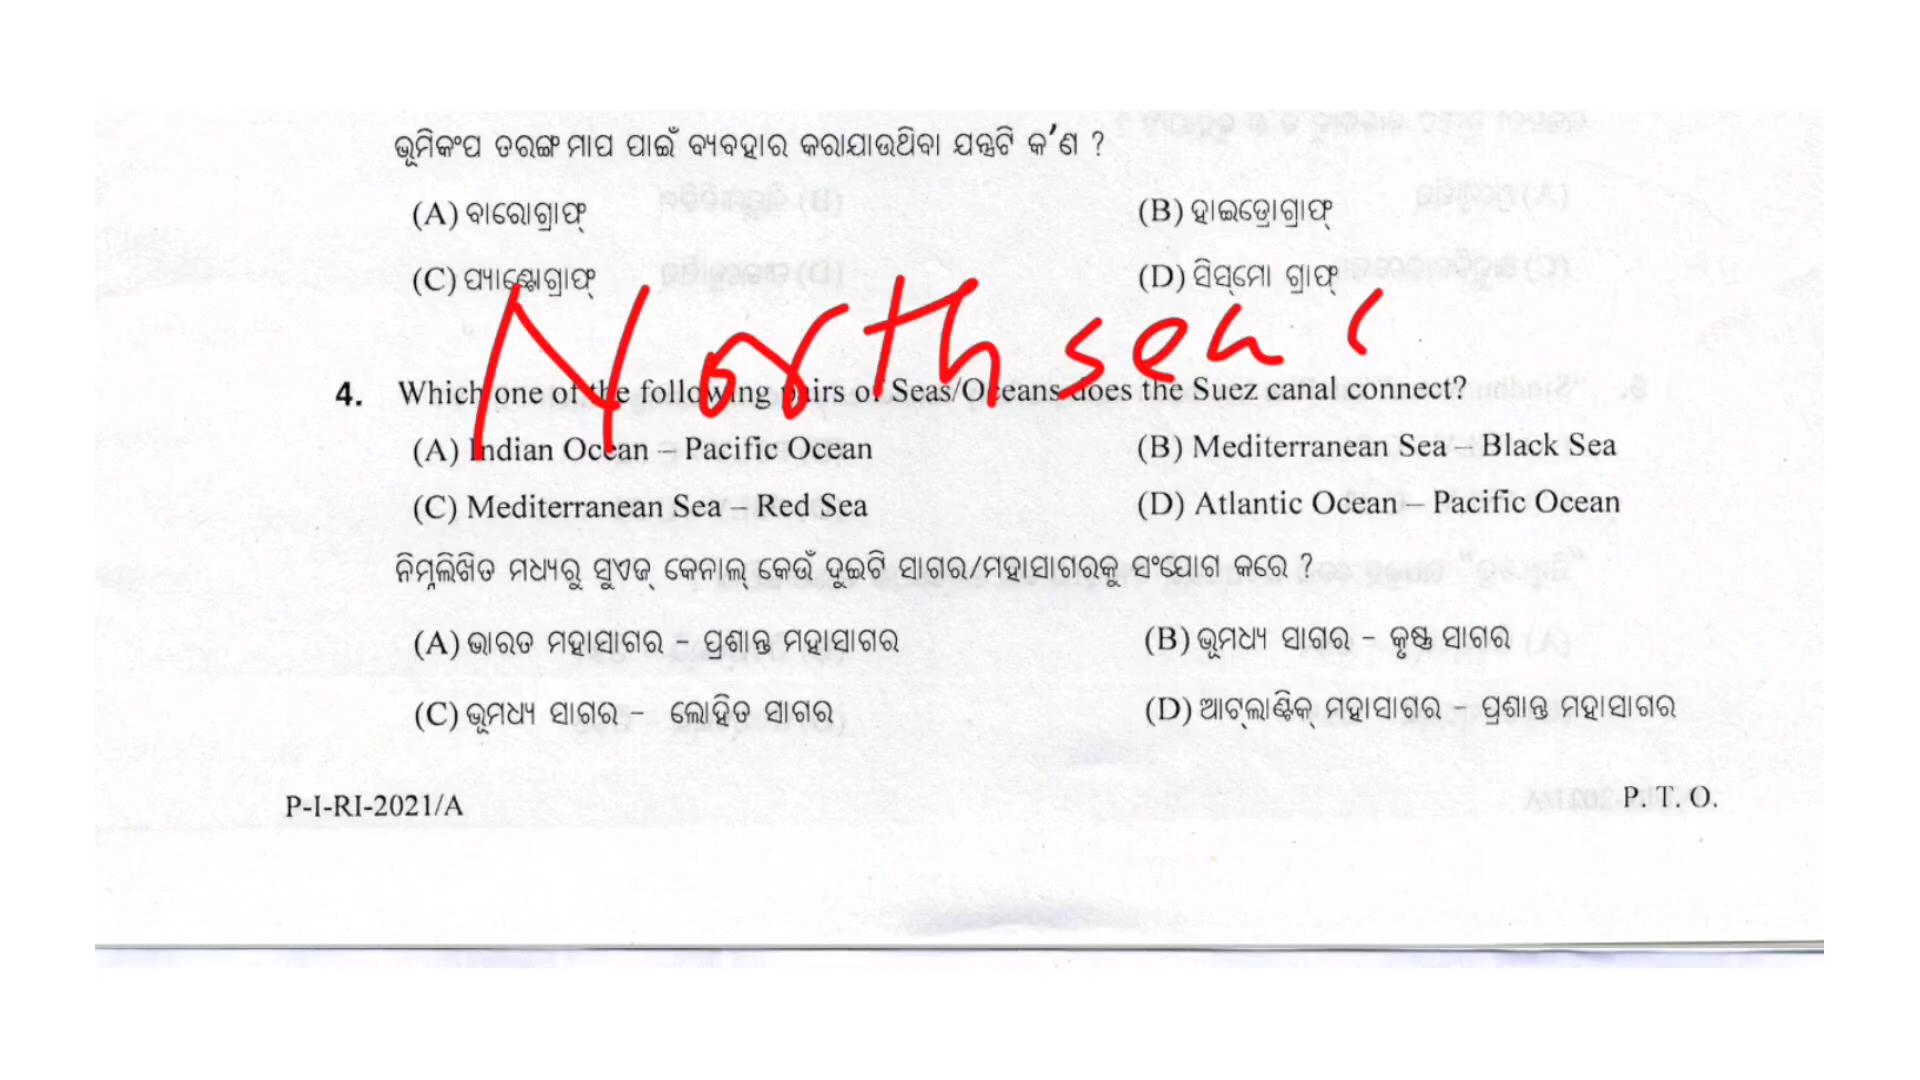 ଭୂମିକଂପ ତରଙ୍ଗ ମାପ ପାଇଁ ବ୍ୟବହାର କରାଯାଉଥିବା ଯନ୍ତ୍ରଟି କ'ଣ ?
(A) ବାରୋଗ୍ରାଫ୍ (B) ହାଇଡ୍ରୋଗ୍ରାଫ୍
(C) ପ୍ୟାଣ୍ଟୋଗ୍ରାଫ୍ (D) ସିସ୍ମୋ ଗ୍ରାଫ୍
North sea (
4. Which one of the following pairs of Seas/Oceans does the Suez canal connect?
(A) Indian Ocean – Pacific Ocean (B) Mediterranean Sea – Black Sea
(C) Mediterranean Sea – Red Sea (D) Atlantic Ocean – Pacific Ocean
ନିମ୍ନଲିଖିତ ମଧ୍ୟରୁ ସୁଏଜ୍ କେନାଲ୍ କେଉଁ ଦୁଇଟି ସାଗର/ମହାସାଗରକୁ ସଂଯୋଗ କରେ ?
(A) ଭାରତ ମହାସାଗର – ପ୍ରଶାନ୍ତ ମହାସାଗର (B) ଭୂମଧ୍ୟ ସାଗର – କୃଷ୍ଣ ସାଗର
(C) ଭୂମଧ୍ୟ ସାଗର – ଲୋହିତ ସାଗର (D) ଆଟ୍‌ଲାଣ୍ଟିକ୍ ମହାସାଗର – ପ୍ରଶାନ୍ତ ମହାସାଗର
P-I-RI-2021/A P. T. O.